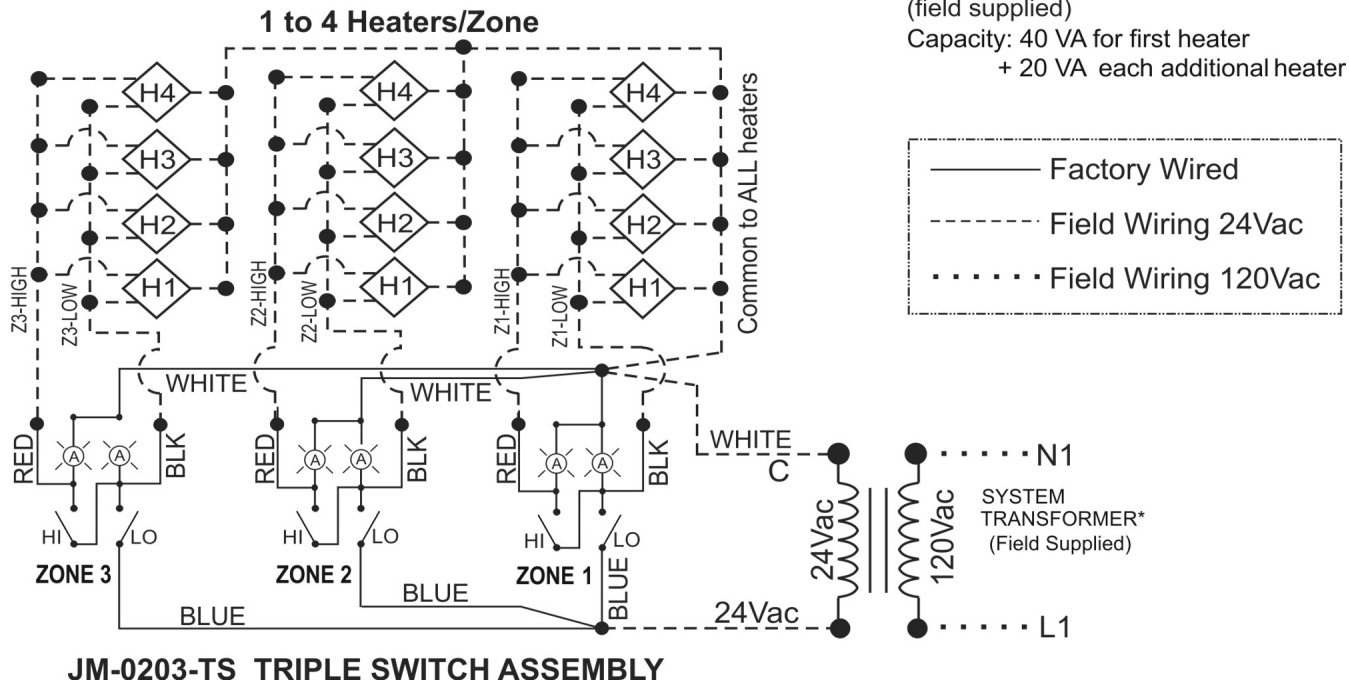 1 to 4 Heaters/Zone
(field supplied)
Capacity: 40 VA for first heater
+ 20 VA each additional heater
H4
H3
H2
H1
Z3-HIGH
Z3-LOW
H4
H3
H2
H1
Z2-HIGH
Z2-LOW
H4
H3
H2
H1
Z1-HIGH
Z1-LOW
Common to ALL heaters
Factory Wired
Field Wiring 24Vac
Field Wiring 120Vac
WHITE
WHITE
WHITE
C
RED
A
A
BLK
HI
LO
ZONE 3
RED
A
A
BLK
HI
LO
ZONE 2
RED
A
A
BLK
HI
LO
ZONE 1
BLUE
BLUE
BLUE
24Vac
24Vac
120Vac
N1
SYSTEM
TRANSFORMER*
(Field Supplied)
L1
JM-0203-TS TRIPLE SWITCH ASSEMBLY